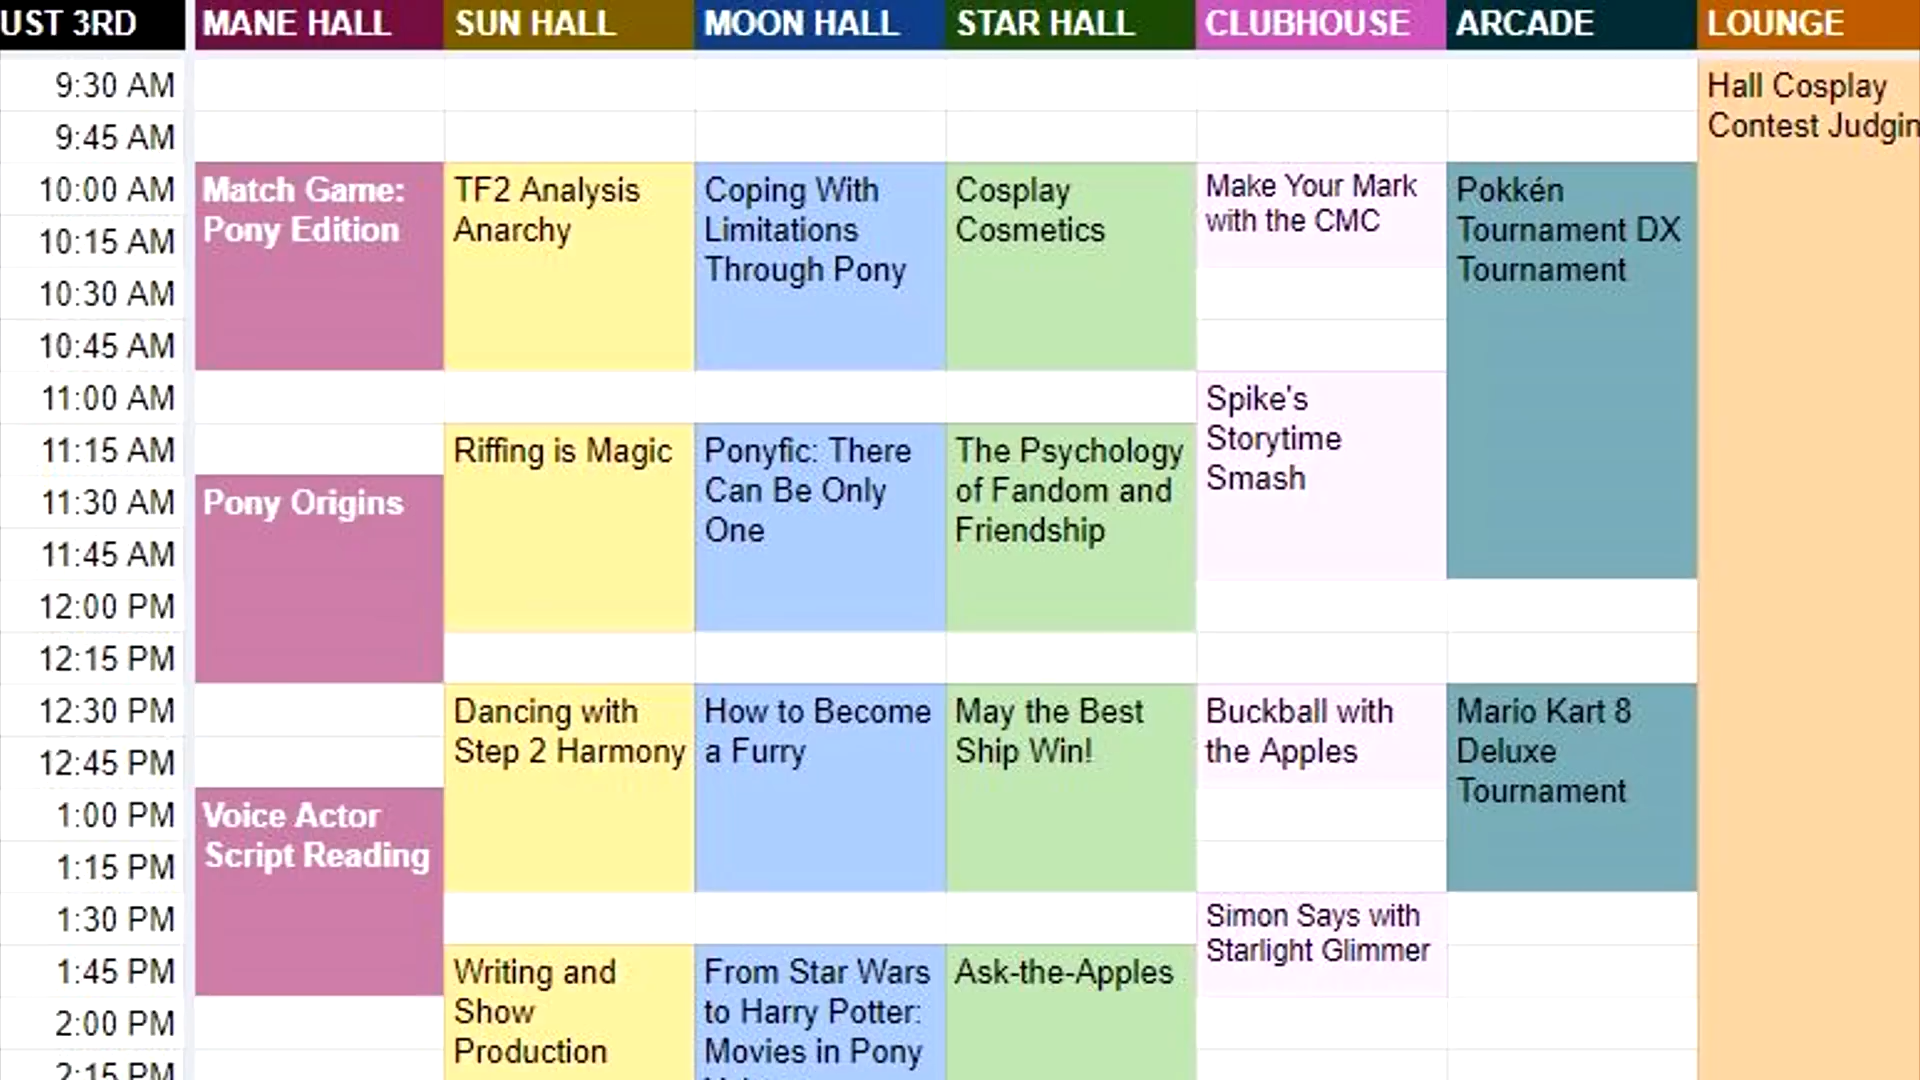 UST 3RD MANE HALL SUN HALL MOON HALL STAR HALL CLUBHOUSE ARCADE LOUNGE
9:30 AM
Hall Cosplay
Contest Judgin
9:45 AM
10:00 AM
Match Game:
Pony Edition
TF2 Analysis
Anarchy
Coping With
Limitations
Through Pony
Cosplay
Cosmetics
Make Your Mark
with the CMC
Pokkén
Tournament DX
Tournament
10:15 AM
10:30 AM
10:45 AM
11:00 AM
Spike's
Storytime
Smash
11:15 AM
Riffing is Magic
Ponyfic: There
Can Be Only
One
The Psychology
of Fandom and
Friendship
11:30 AM
Pony Origins
11:45 AM
12:00 PM
12:15 PM
12:30 PM
Dancing with
Step 2 Harmony
How to Become
a Furry
May the Best
Ship Win!
Buckball with
the Apples
Mario Kart 8
Deluxe
Tournament
12:45 PM
1:00 PM
Voice Actor
Script Reading
1:15 PM
1:30 PM
Simon Says with
Starlight Glimmer
1:45 PM
Writing and
Show
Production
From Star Wars
to Harry Potter:
Movies in Pony
Ask-the-Apples
2:00 PM
2:15 PM